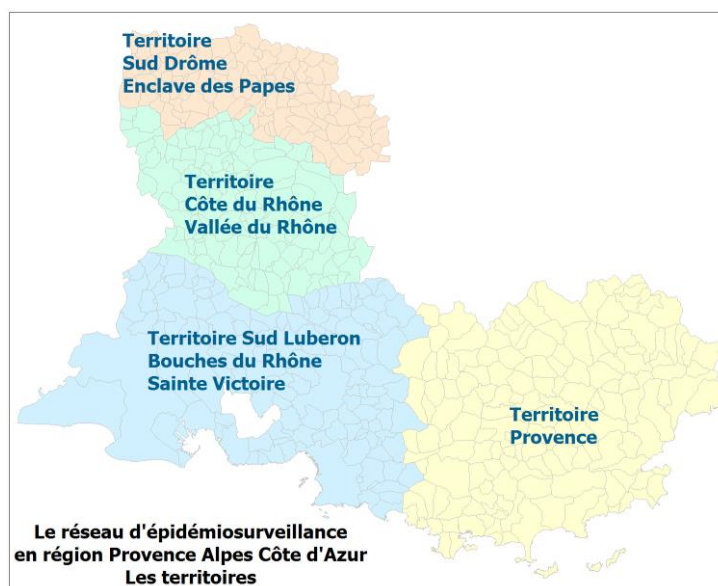 Territoire
Sud Drôme
Enclave des Papes
Territoire
Côte du Rhône
Vallée du Rhône
Territoire Sud Luberon
Bouches du Rhône
Sainte Victoire
Territoire
Provence
Le réseau d'épidémiosurveillance
en région Provence Alpes Côte d'Azur
Les territoires